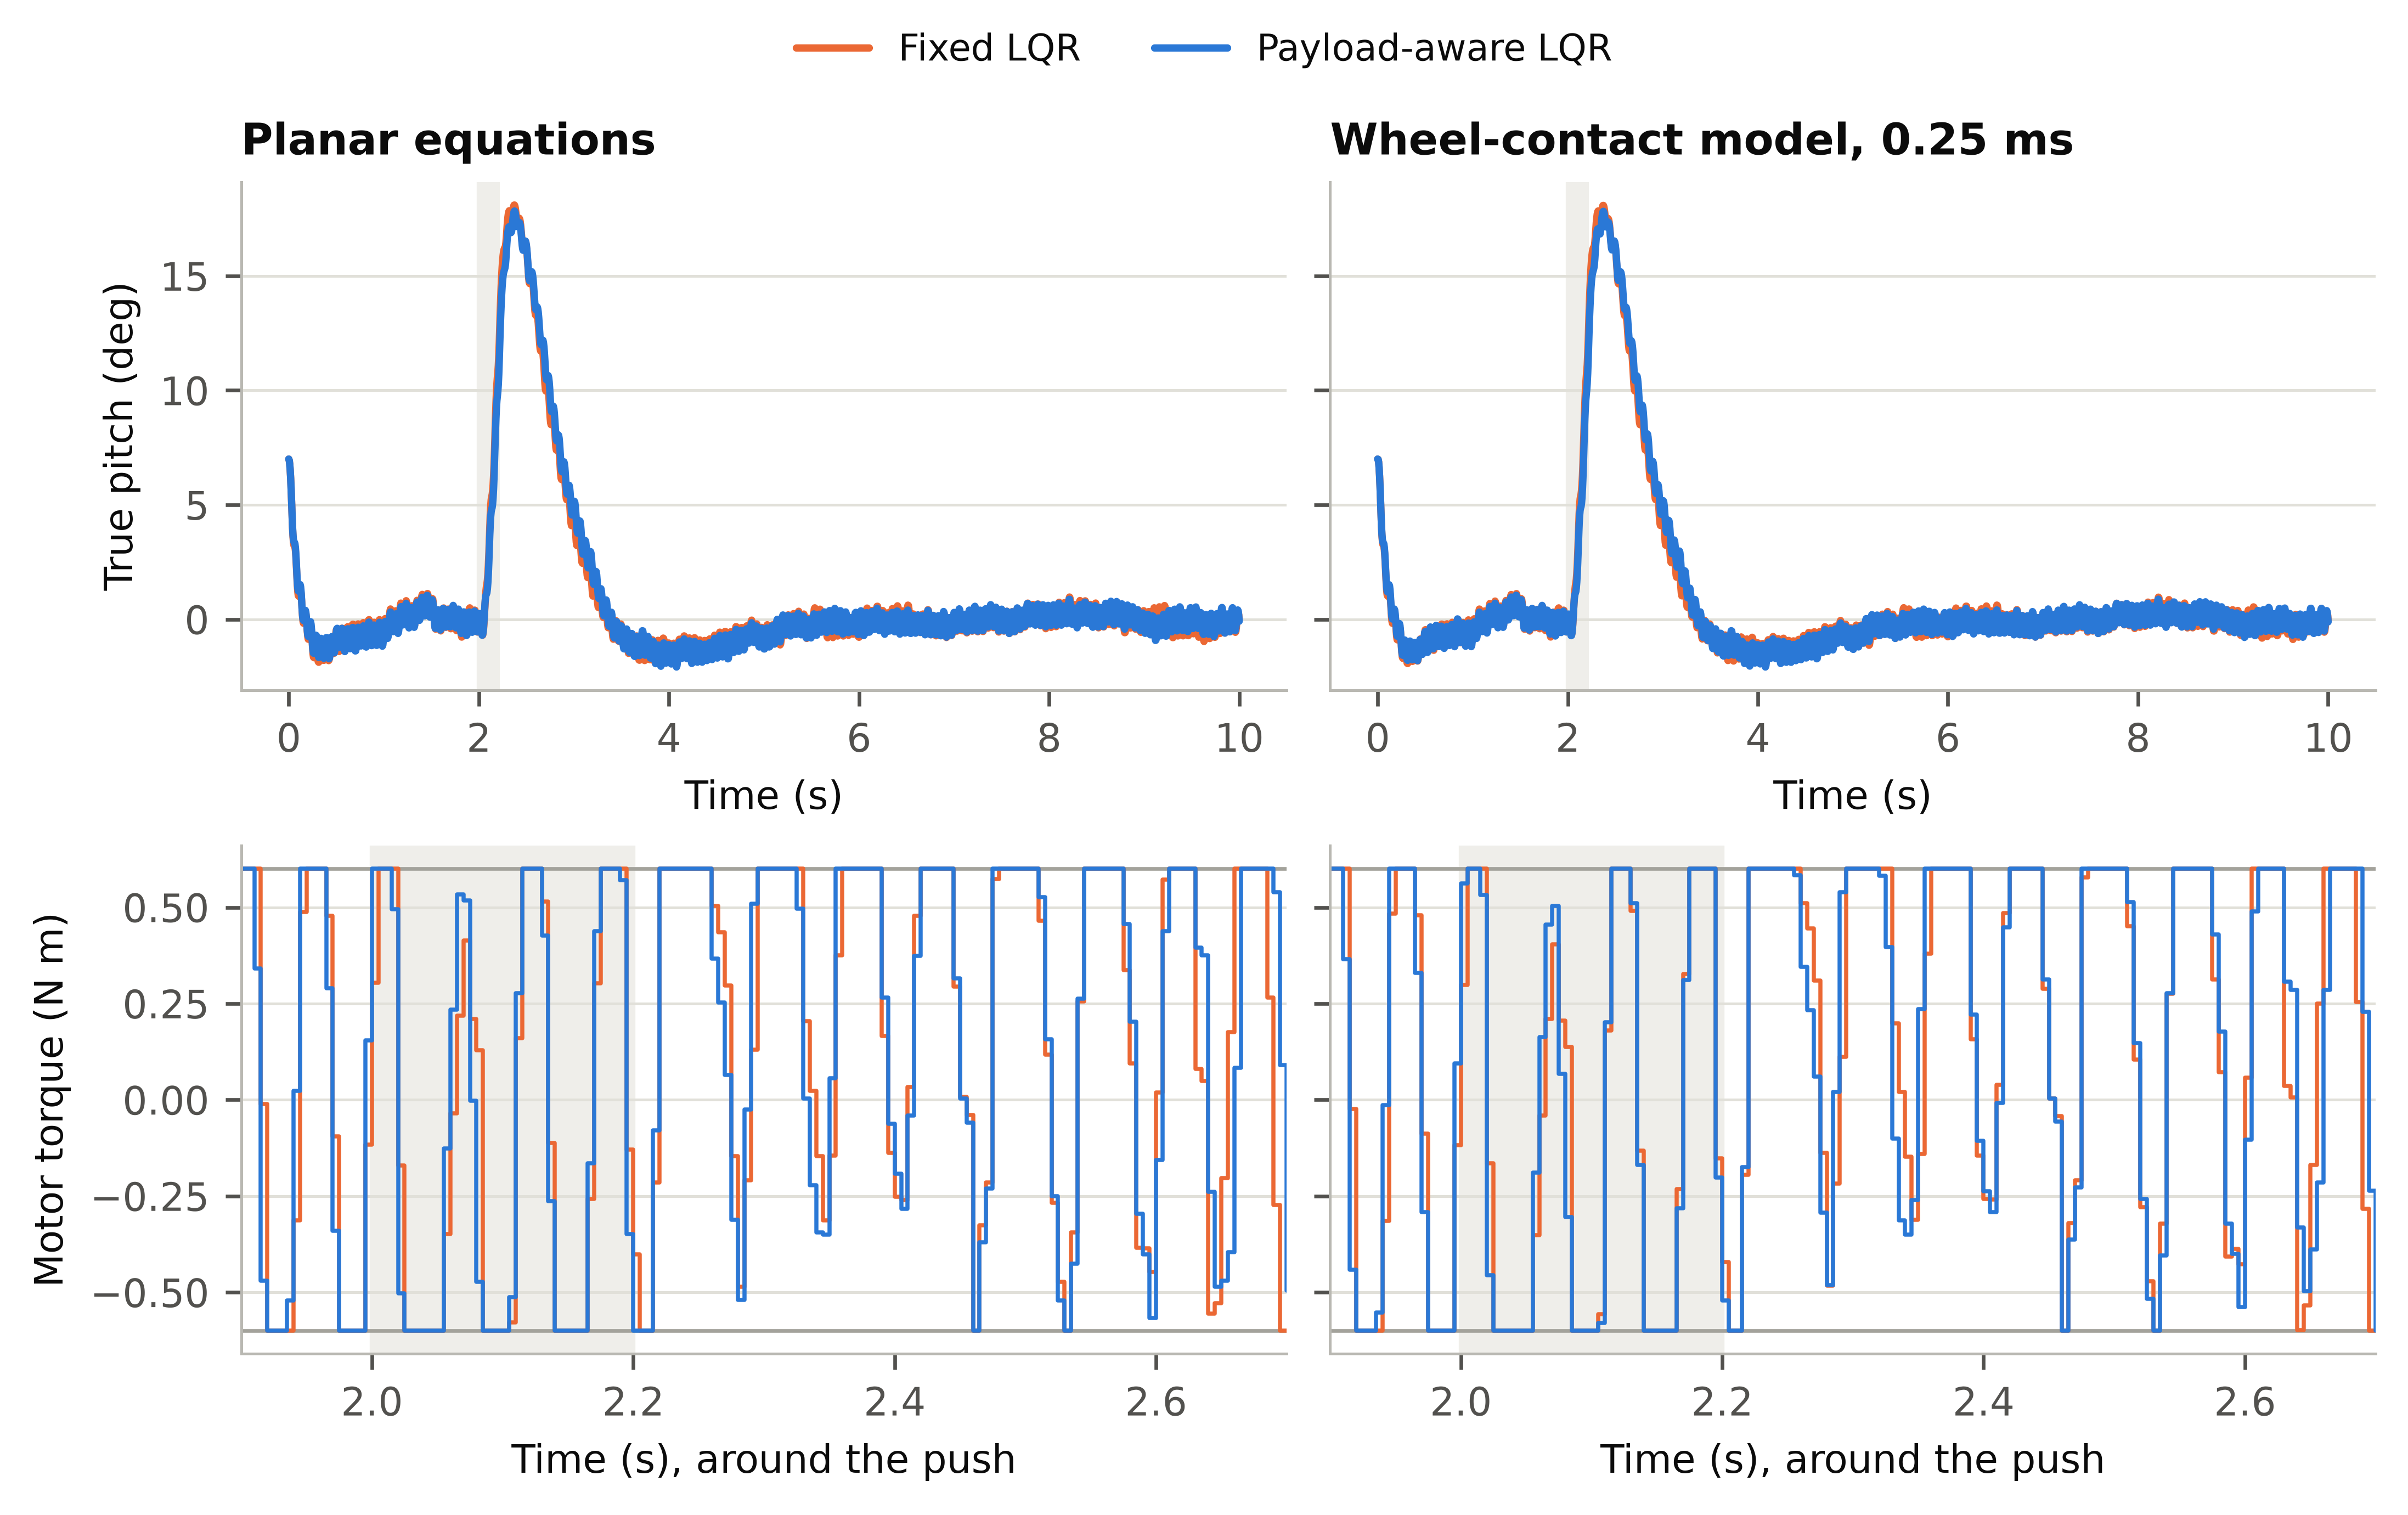 Fixed LQR Payload-aware LQR
Planar equations
Wheel-contact model, 0.25 ms
True pitch (deg)
15
10
5
0
0 2 4 6 8 10
Time (s)
0 2 4 6 8 10
Time (s)
Motor torque (N m)
0.50
0.25
0.00
−0.25
−0.50
2.0 2.2 2.4 2.6
Time (s), around the push
2.0 2.2 2.4 2.6
Time (s), around the push